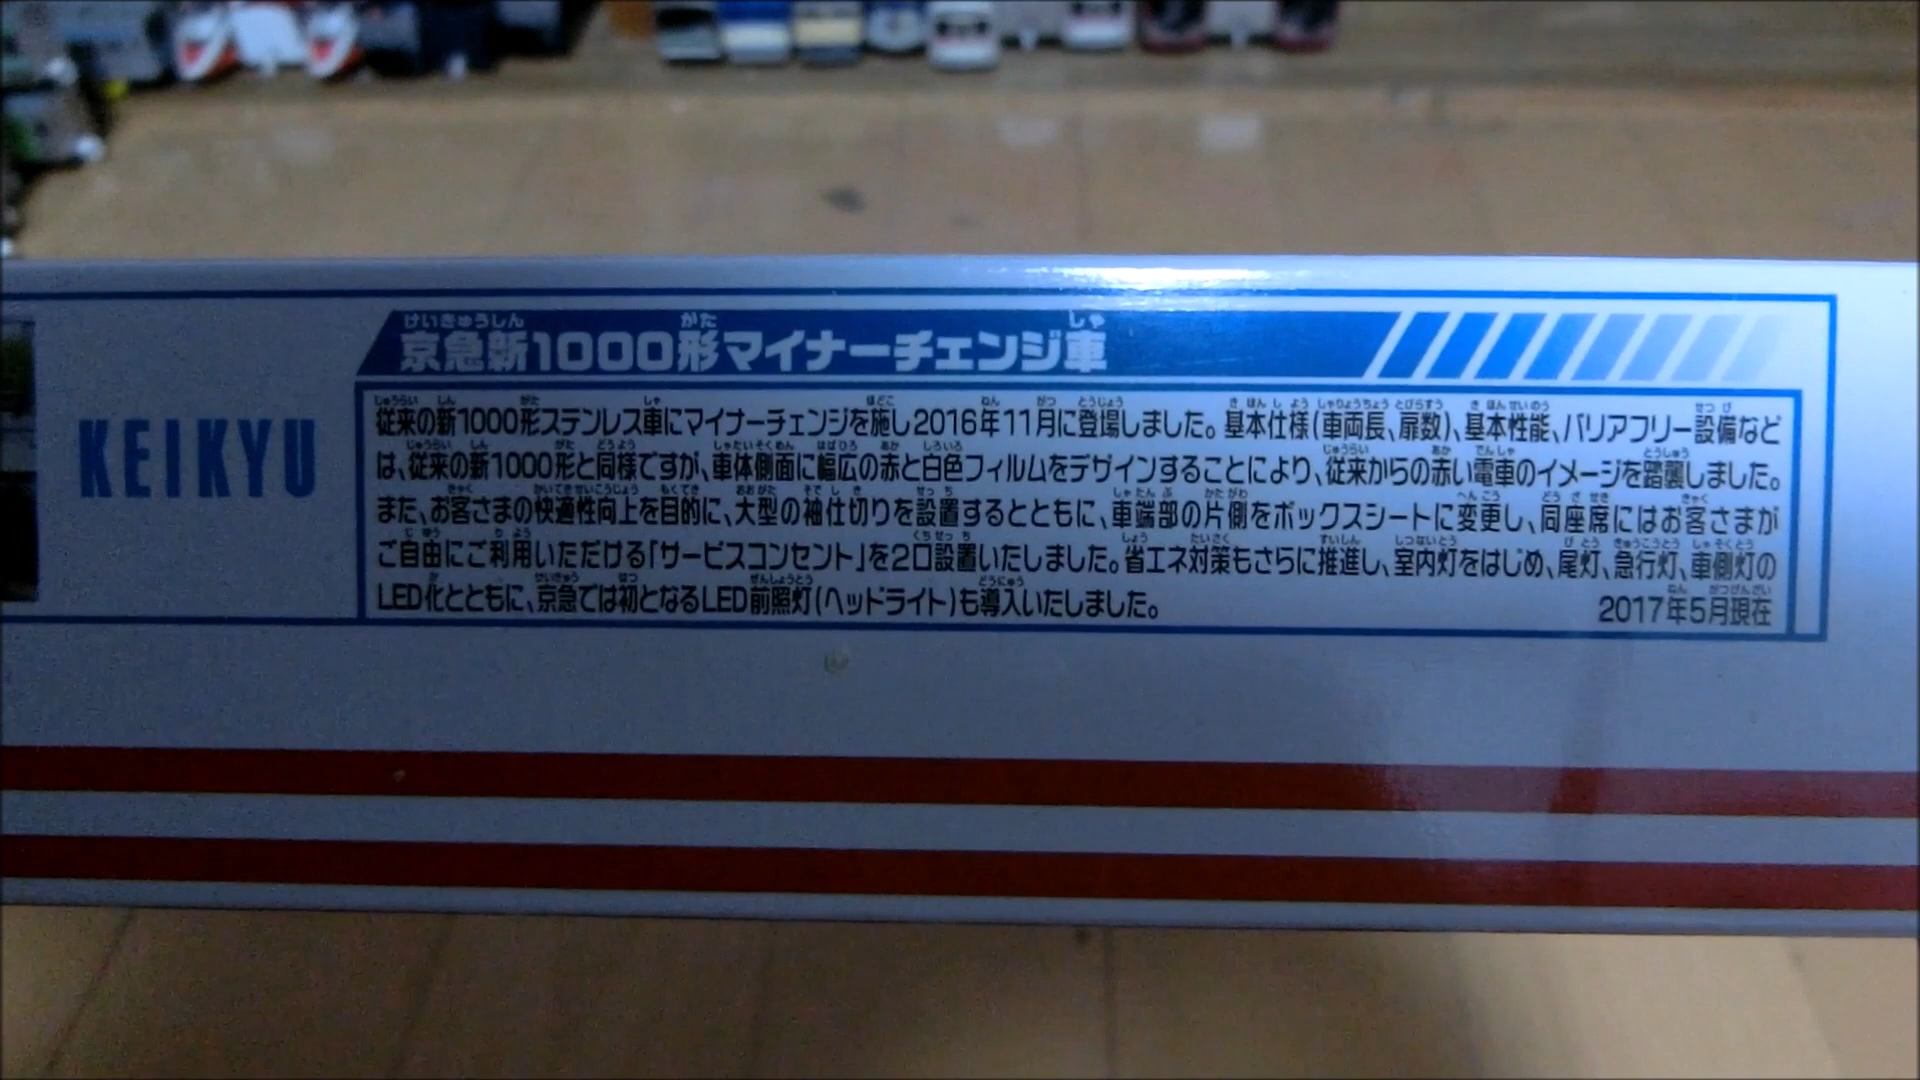 KEIKYU
京急新1000形マイナーチェンジ車
従来の新1000形ステンレス車にマイナーチェンジを施し2016年11月に登場しました。基本仕様(車両長、扉数)、基本性能、バリアフリー設備など
は、従来の新1000形と同様ですが、車体側面に幅広の赤と白色フィルムをデザインすることにより、従来からの赤い電車のイメージを踏襲しました。
また、お客さまの快適性向上を目的に、大型の袖仕切りを設置するとともに、車端部の片側をボックスシートに変更し、同座席にはお客さまが
ご自由にご利用いただける「サービスコンセント」を2口設置いたしました。省エネ対策もさらに推進し、室内灯をはじめ、尾灯、急行灯、車側灯の
LED化とともに、京急では初となるLED前照灯(ヘッドライト)も導入いたしました。
2017年5月現在